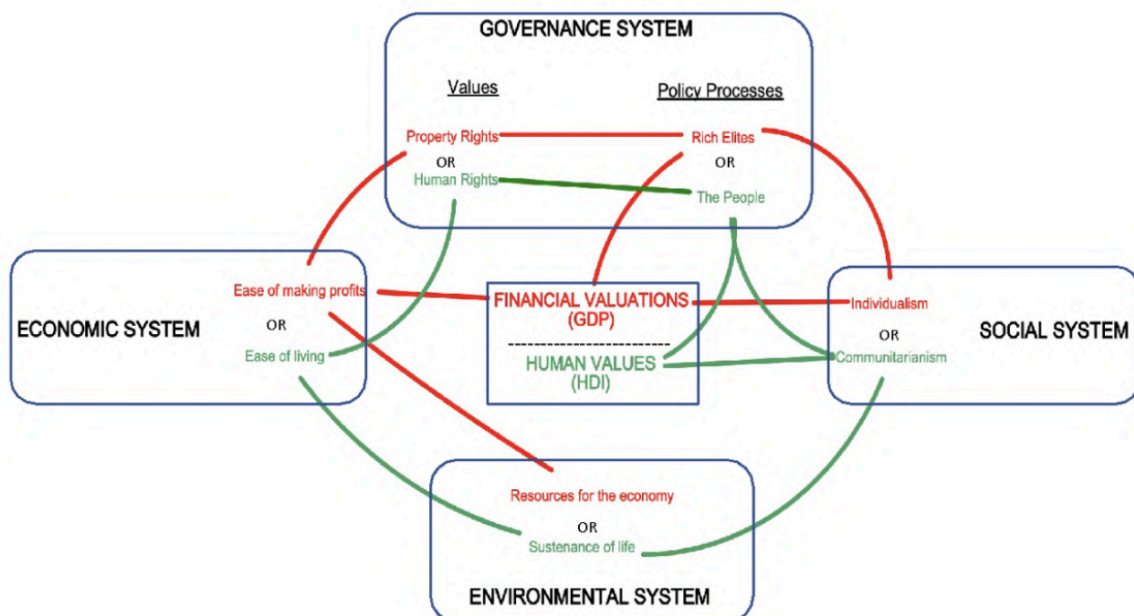 GOVERNANCE SYSTEM
Values
Policy Processes
Property Rights
Rich Elites
OR
OR
Human Rights
The People
Ease of making profits
FINANCIAL VALUATIONS
(GDP)
Individualism
ECONOMIC SYSTEM
OR
OR
SOCIAL SYSTEM
Ease of living
HUMAN VALUES
(HDI)
Communitarianism
Resources for the economy
OR
Sustenance of life
ENVIRONMENTAL SYSTEM